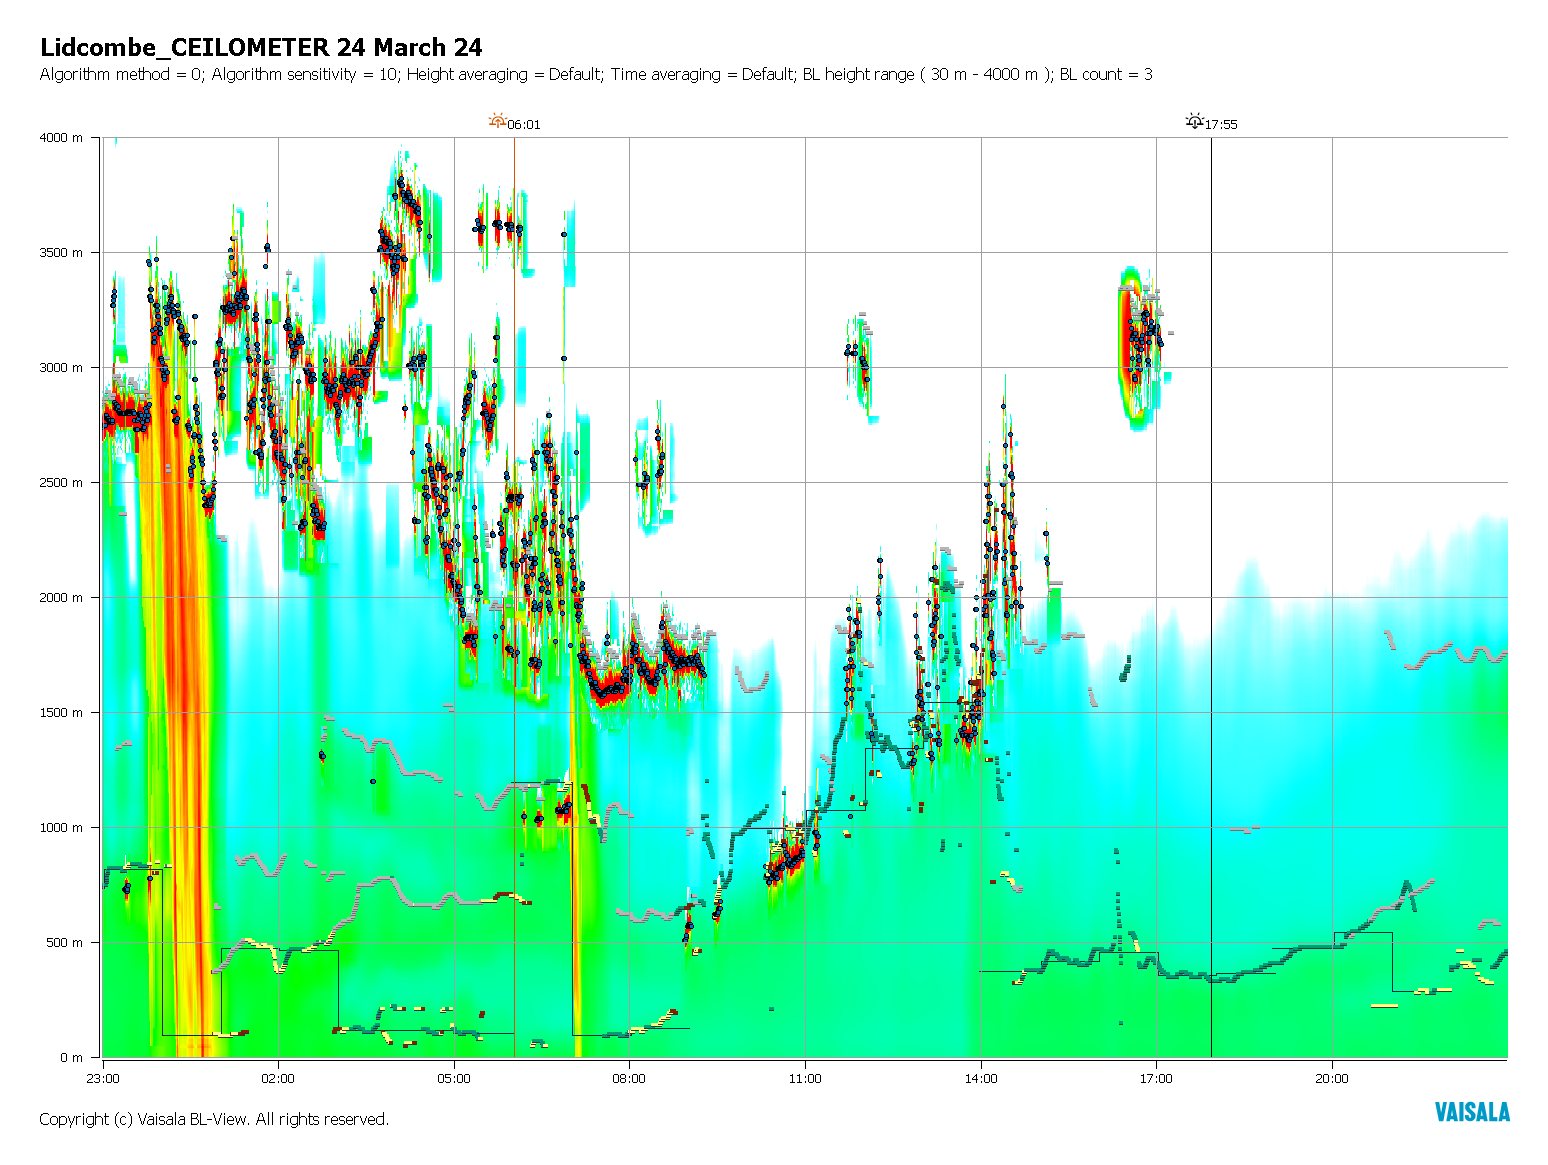 Lidcombe_CEILOMETER 24 March 24
Algorithm method = 0; Algorithm sensitivity = 10; Height averaging = Default; Time averaging = Default; BL height range ( 30 m - 4000 m ); BL count = 3
06:01
17:55
4000 m
3500 m
3000 m
2500 m
2000 m
1500 m
1000 m
500 m
0 m
23:00
02:00
05:00
08:00
11:00
14:00
17:00
20:00
Copyright (c) Vaisala BL-View. All rights reserved.
VAISALA